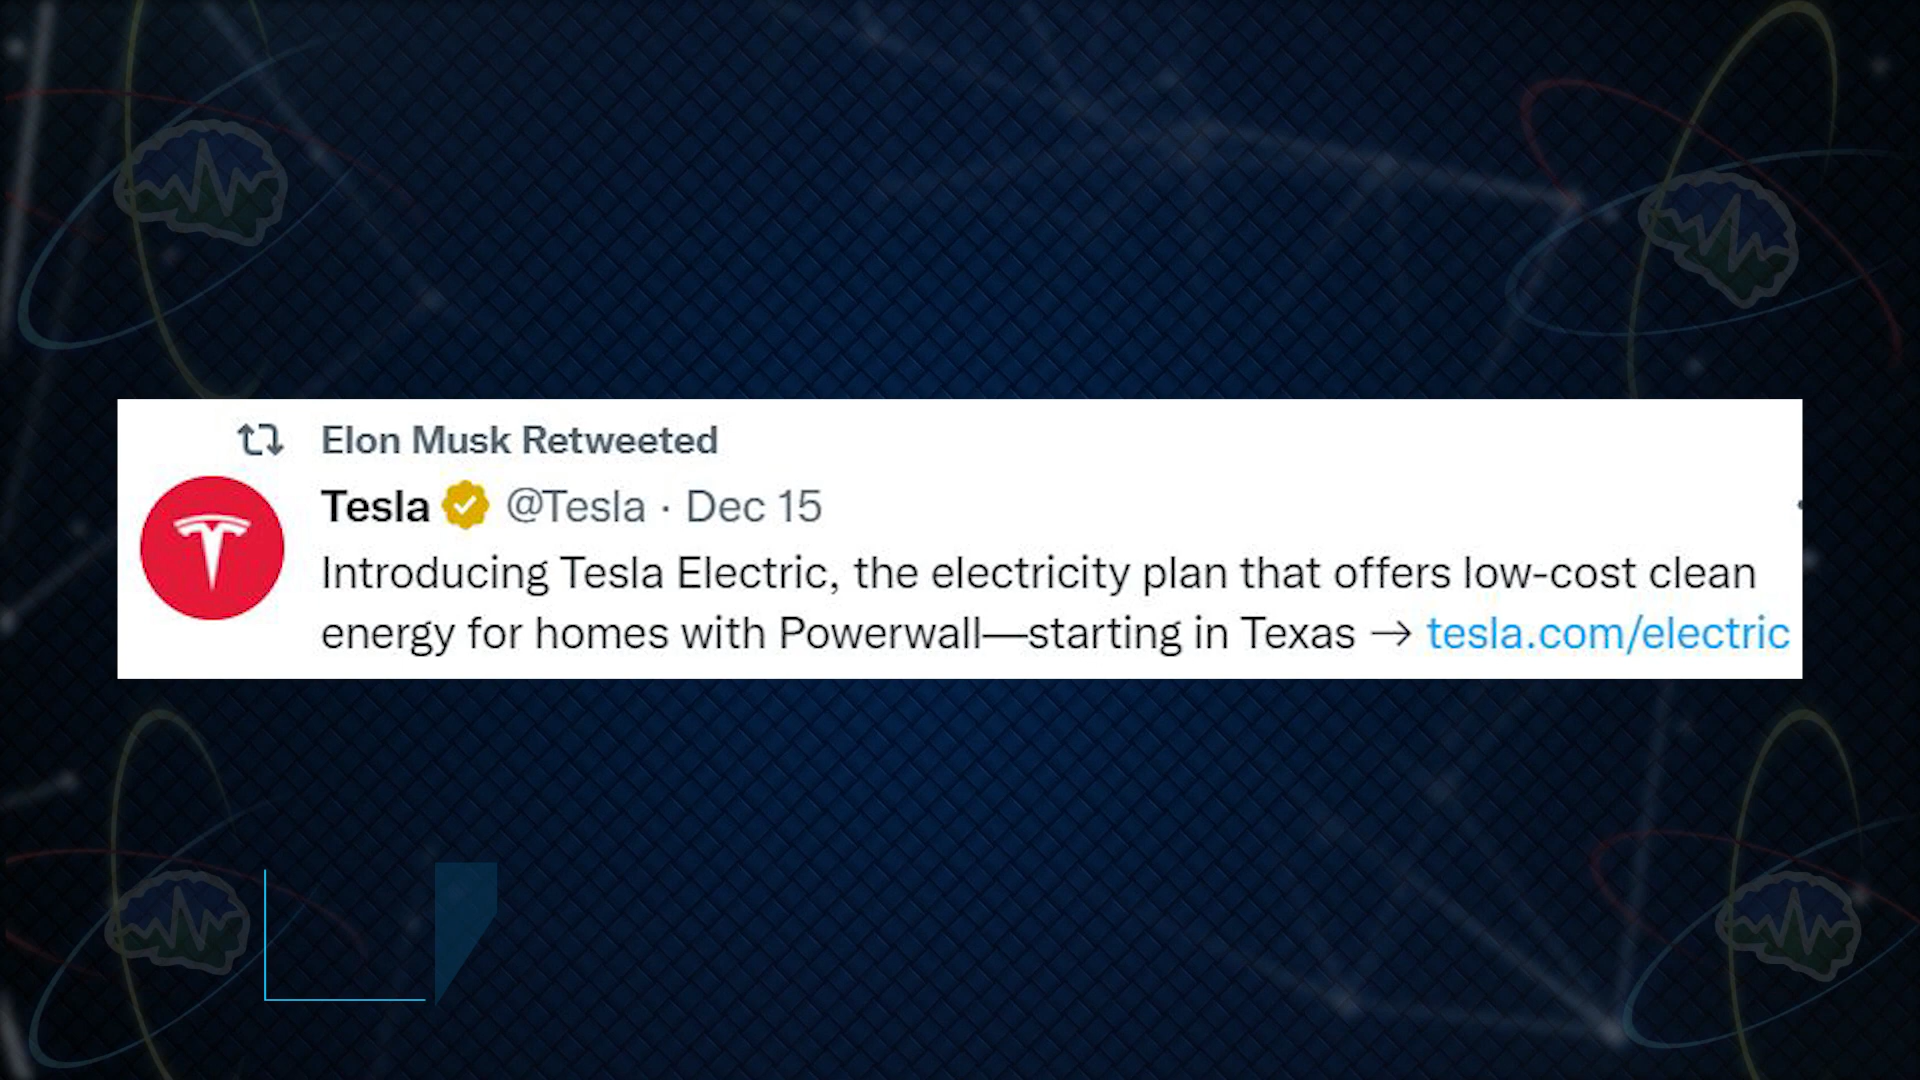 Elon Musk Retweeted
Tesla @Tesla · Dec 15
Introducing Tesla Electric, the electricity plan that offers low-cost clean
energy for homes with Powerwall—starting in Texas → tesla.com/electric